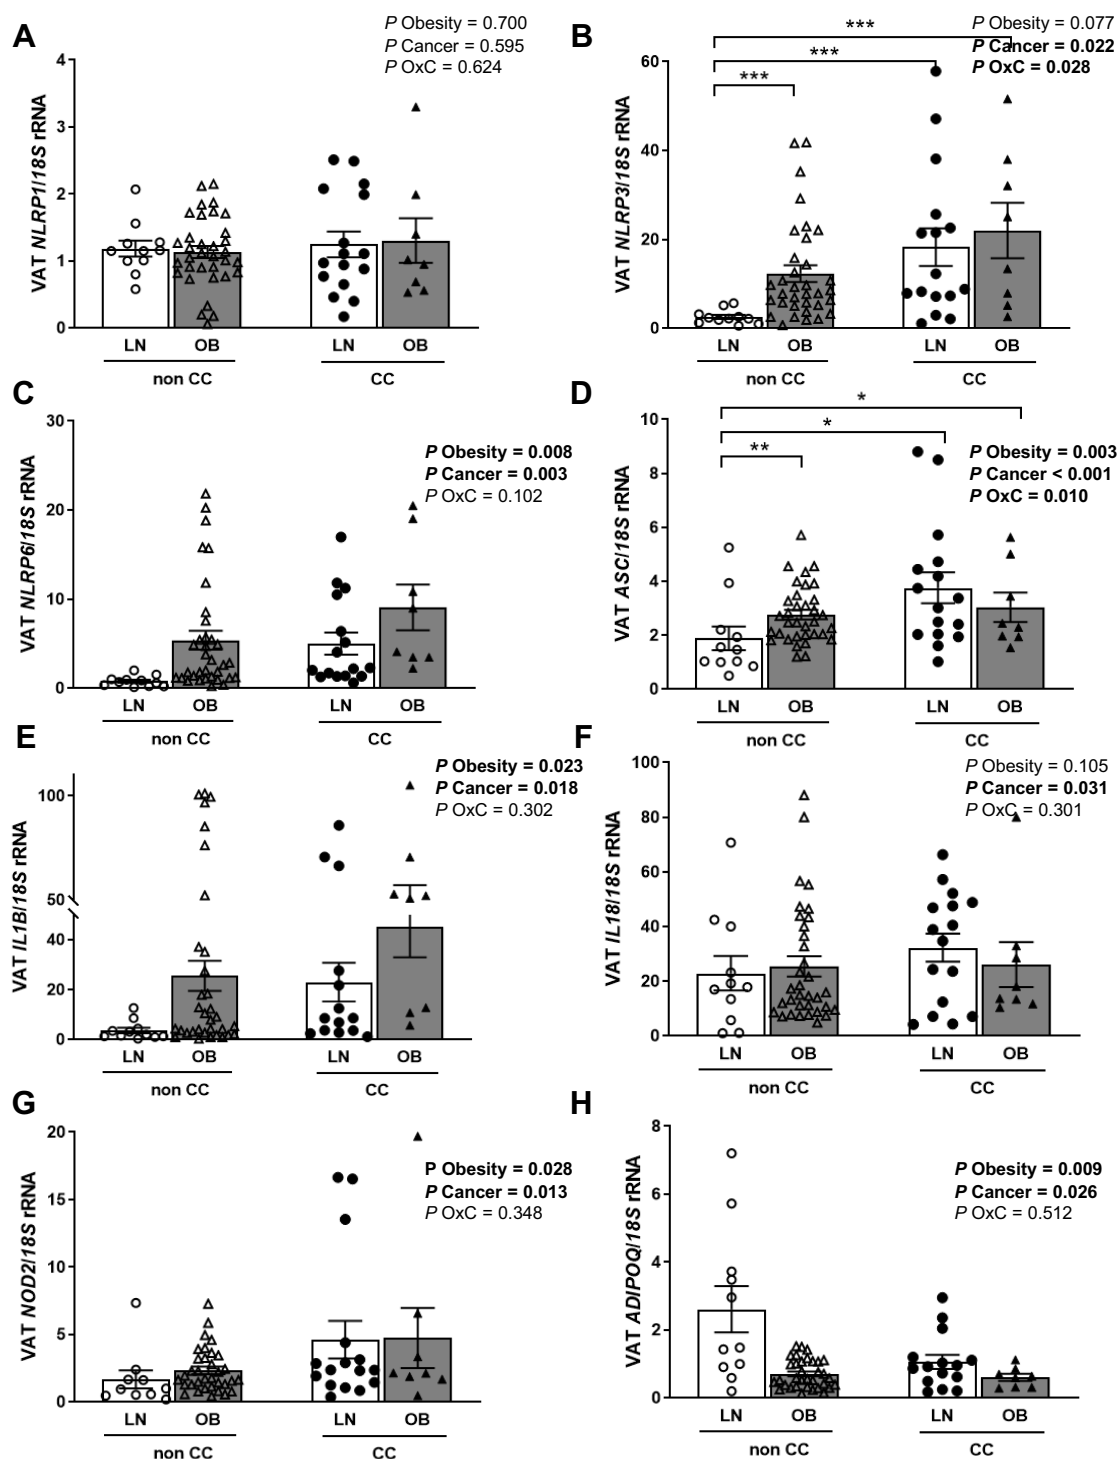 A
P Obesity = 0.700
P Cancer = 0.595
P OxC = 0.624
VAT NLRP1/18S rRNA
4
3
2
1
0
LN OB LN OB
non CC CC
B
P Obesity = 0.077
P Cancer = 0.022
P OxC = 0.028
***
***
***
VAT NLRP3/18S rRNA
60
40
20
0
LN OB LN OB
non CC CC
C
P Obesity = 0.008
P Cancer = 0.003
P OxC = 0.102
VAT NLRP6/18S rRNA
30
20
10
0
LN OB LN OB
non CC CC
D
*
*
**
P Obesity = 0.003
P Cancer < 0.001
P OxC = 0.010
VAT ASC/18S rRNA
10
8
6
4
2
0
LN OB LN OB
non CC CC
E
P Obesity = 0.023
P Cancer = 0.018
P OxC = 0.302
VAT IL1B/18S rRNA
100
50
40
20
0
LN OB LN OB
non CC CC
F
P Obesity = 0.105
P Cancer = 0.031
P OxC = 0.301
VAT IL18/18S rRNA
100
80
60
40
20
0
LN OB LN OB
non CC CC
G
P Obesity = 0.028
P Cancer = 0.013
P OxC = 0.348
VAT NOD2/18S rRNA
20
15
10
5
0
LN OB LN OB
non CC CC
H
P Obesity = 0.009
P Cancer = 0.026
P OxC = 0.512
VAT ADIPOQ/18S rRNA
8
6
4
2
0
LN OB LN OB
non CC CC